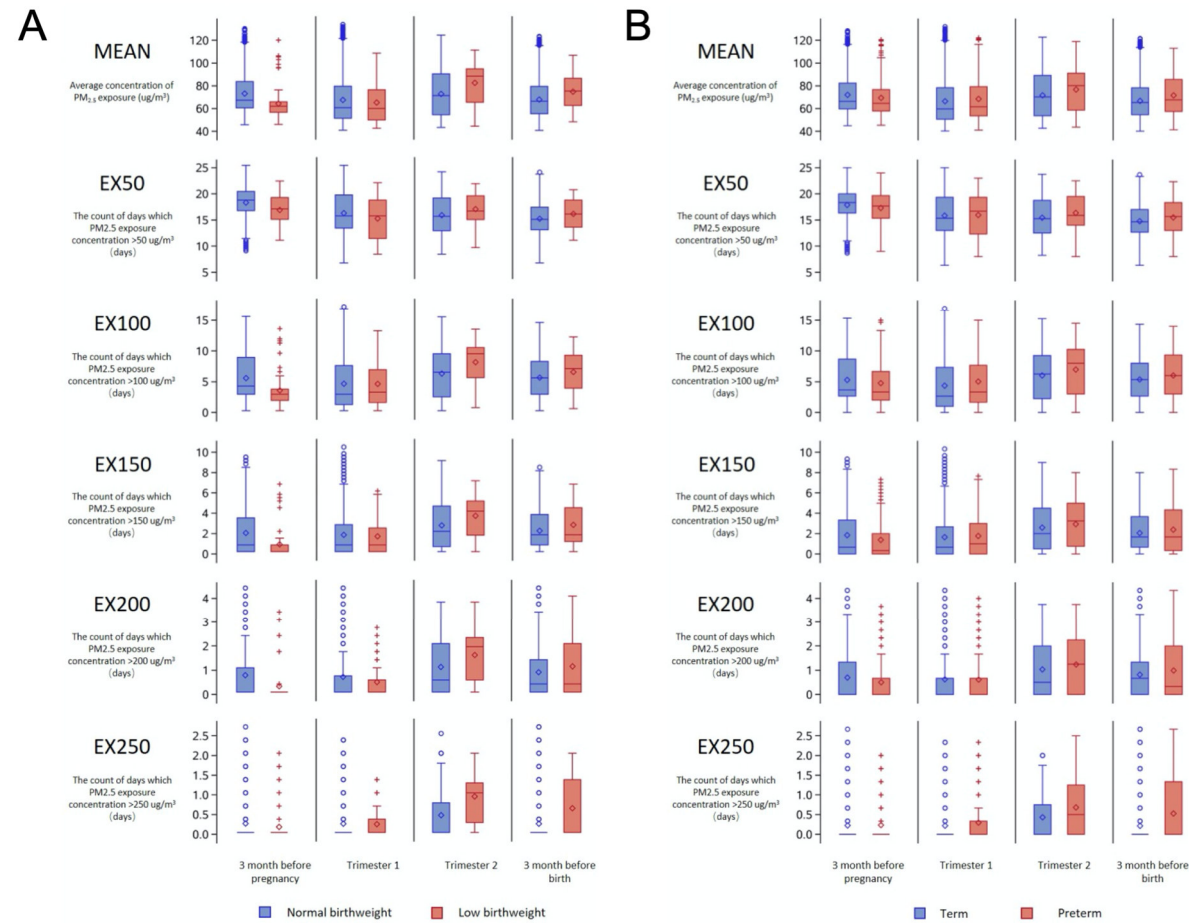 A
MEAN
Average concentration of
PM2.5 exposure (ug/m³)
120
100
80
60
40
EX50
The count of days which
PM2.5 exposure
concentration >50 ug/m³
(days)
25
20
15
10
5
EX100
The count of days which
PM2.5 exposure
concentration >100 ug/m³
(days)
15
10
5
0
EX150
The count of days which
PM2.5 exposure
concentration >150 ug/m³
(days)
10
8
6
4
2
0
EX200
The count of days which
PM2.5 exposure
concentration >200 ug/m³
(days)
4
3
2
1
0
EX250
The count of days which
PM2.5 exposure
concentration >250 ug/m³
(days)
2.5
2.0
1.5
1.0
0.5
0.0
3 month before
pregnancy
Trimester 1
Trimester 2
3 month before
birth
Normal birthweight
Low birthweight
B
MEAN
Average concentration of
PM2.5 exposure (ug/m³)
120
100
80
60
40
EX50
The count of days which
PM2.5 exposure
concentration >50 ug/m³
(days)
25
20
15
10
5
EX100
The count of days which
PM2.5 exposure
concentration >100 ug/m³
(days)
15
10
5
0
EX150
The count of days which
PM2.5 exposure
concentration >150 ug/m³
(days)
10
8
6
4
2
0
EX200
The count of days which
PM2.5 exposure
concentration >200 ug/m³
(days)
4
3
2
1
0
EX250
The count of days which
PM2.5 exposure
concentration >250 ug/m³
(days)
2.5
2.0
1.5
1.0
0.5
0.0
3 month before
pregnancy
Trimester 1
Trimester 2
3 month before
birth
Term
Preterm